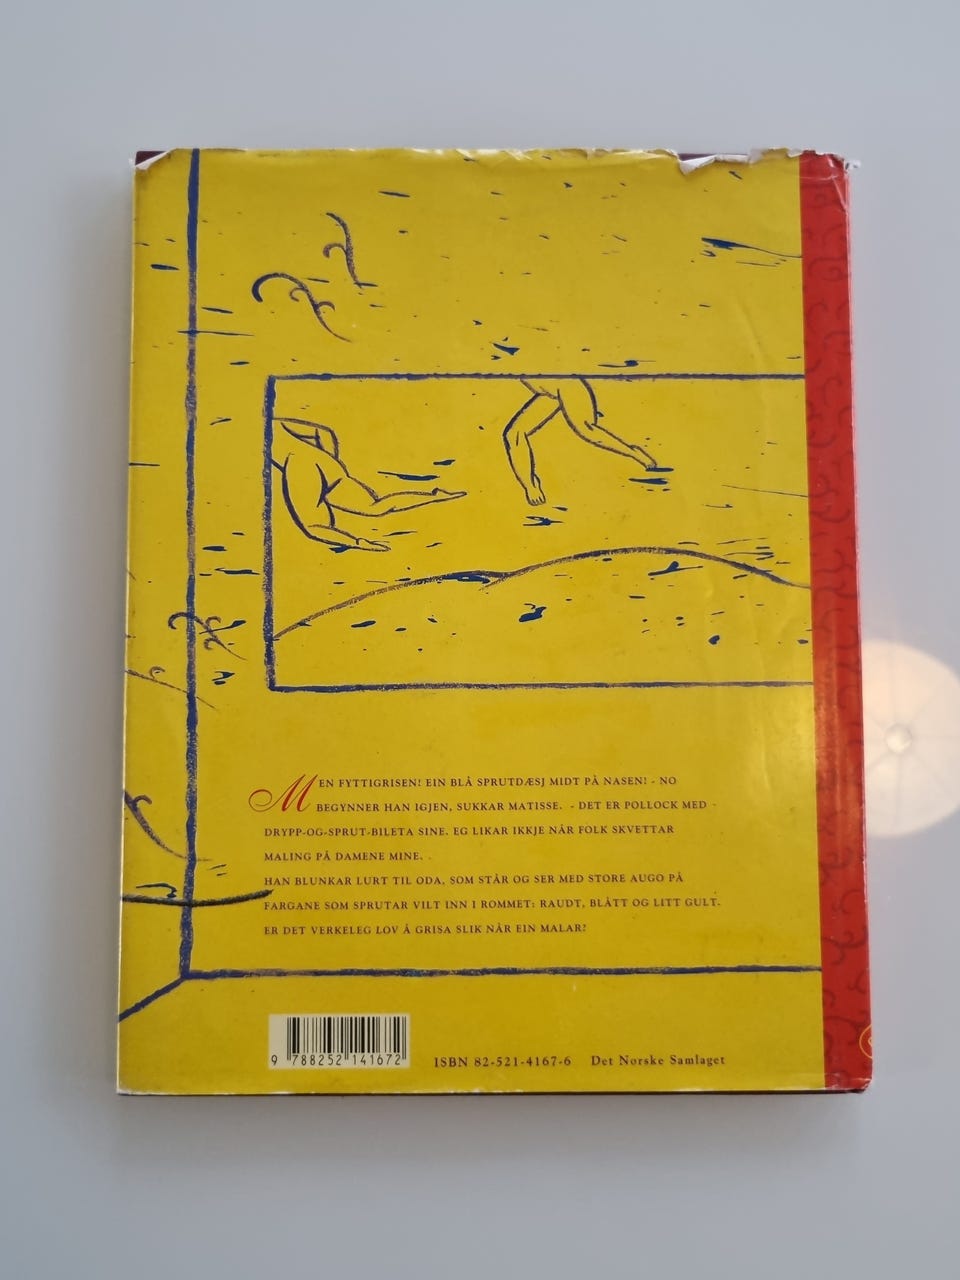 MEN FYTTIGRISEN! EIN BLÅ SPRUTDÆSJ MIDT PÅ NASEN! - NO
BEGYNNER HAN IGJEN, SUKKAR MATISSE. - DET ER POLLOCK MED
DRYPP-OG-SPRUT-BILETA SINE. EG LIKAR IKKJE NÅR FOLK SKVETTAR
MALING PÅ DAMENE MINE.
HAN BLUNKAR LURT TIL ODA, SOM STÅR OG SER MED STORE AUGO PÅ
FARGANE SOM SPRUTAR VILT INN I ROMMET: RAUDT, BLÅTT OG LITT GULT.
ER DET VERKELEG LOV Å GRISA SLIK NÅR EIN MALAR?
9 788252 141672
ISBN 82-521-4167-6 Det Norske Samlaget